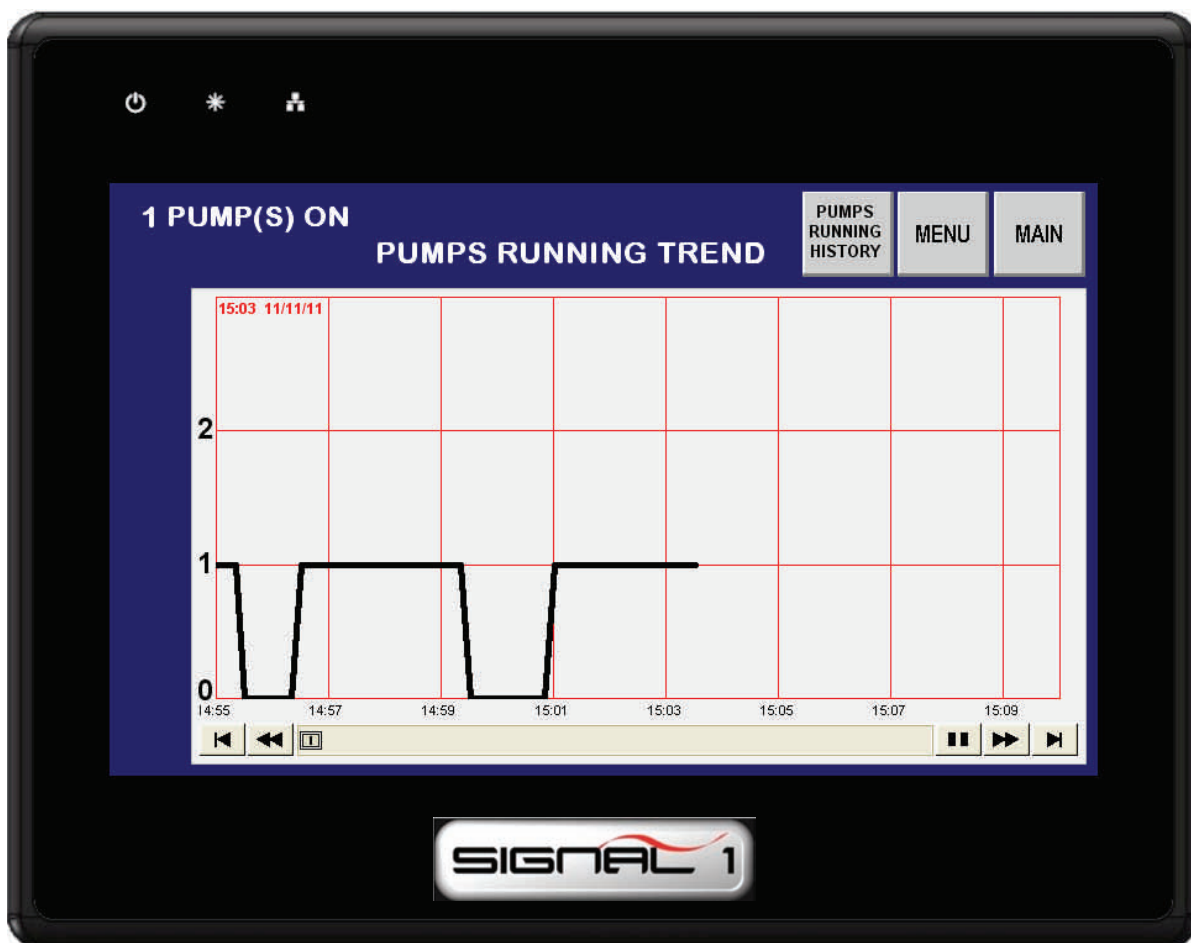 1 PUMP(S) ON
PUMPS RUNNING TREND
PUMPS
RUNNING
HISTORY
MENU
MAIN
15:03 11/11/11
2
1
0
14:55 14:57 14:59 15:01 15:03 15:05 15:07 15:09
SIGNAL 1